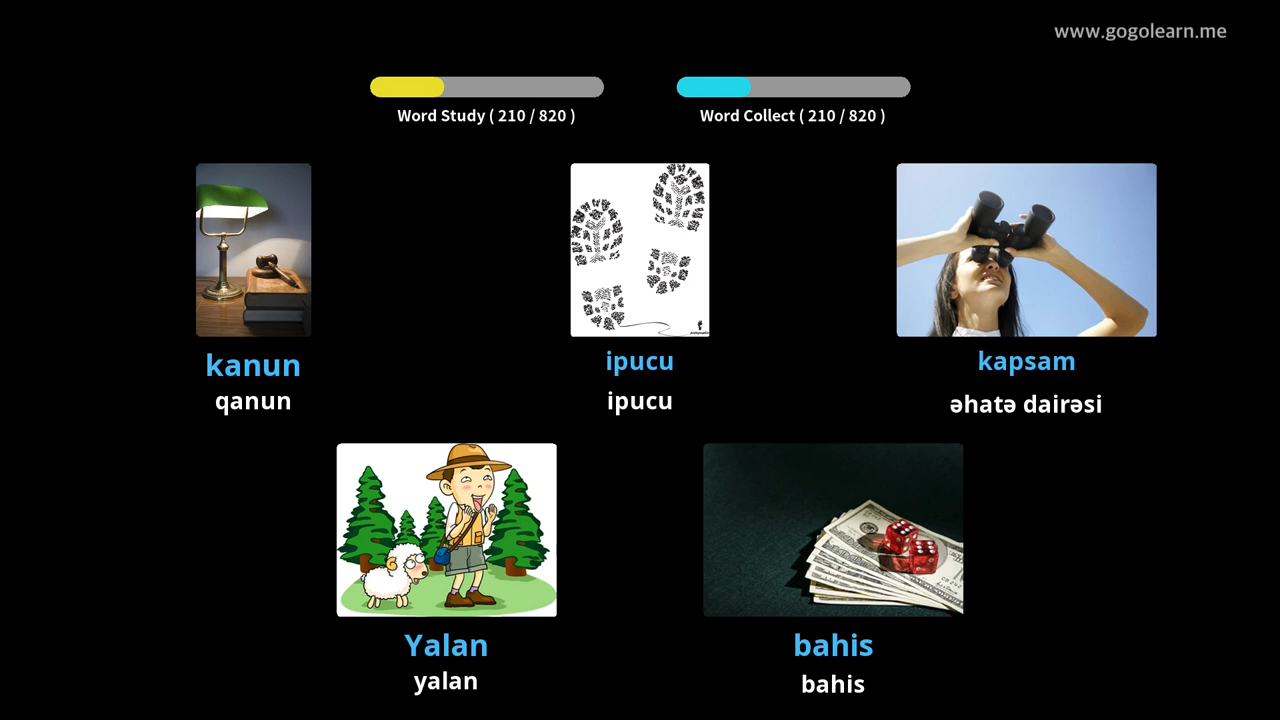 www.gogolearn.me
Word Study ( 210 / 820 )
Word Collect ( 210 / 820 )
kanun
qanun
ipucu
ipucu
kapsam
əhatə dairəsi
Yalan
yalan
bahis
bahis